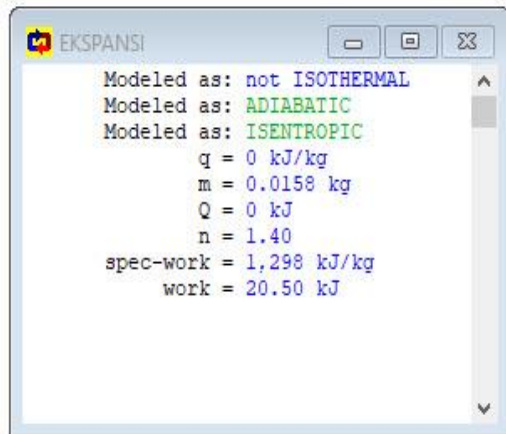 EKSPANSI
Modeled as: not ISOTHERMAL
Modeled as: ADIABATIC
Modeled as: ISENTROPIC
q = 0 kJ/kg
m = 0.0158 kg
Q = 0 kJ
n = 1.40
spec-work = 1,298 kJ/kg
work = 20.50 kJ